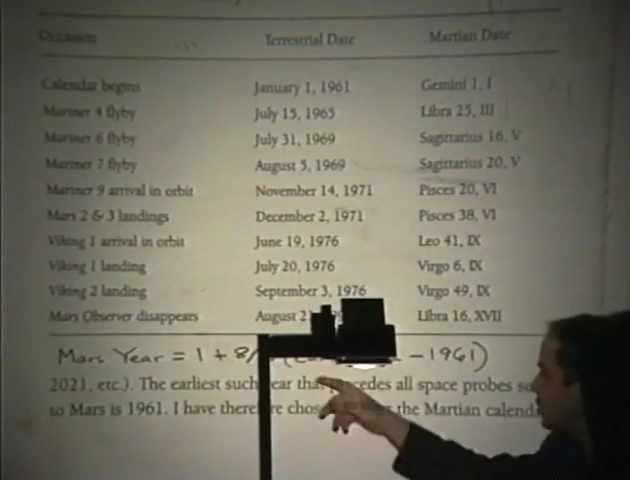 Occasion Terrestrial Date Martian Date
Calendar begins January 1, 1961 Gemini 1, I
Mariner 4 flyby July 15, 1965 Libra 25, III
Mariner 6 flyby July 31, 1969 Sagittarius 16, V
Mariner 7 flyby August 5, 1969 Sagittarius 20, V
Mariner 9 arrival in orbit November 14, 1971 Pisces 20, VI
Mars 2 & 3 landings December 2, 1971 Pisces 38, VI
Viking 1 arrival in orbit June 19, 1976 Leo 41, IX
Viking 1 landing July 20, 1976 Virgo 6, IX
Viking 2 landing September 3, 1976 Virgo 49, IX
Mars Observer disappears August Libra 16, XVII
Mars Year = 1 + 8/ - 1961)
2021, etc.). The earliest such year that precedes all space probes
to Mars is 1961. I have therefore the Martian